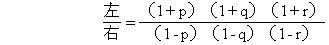 左/右 = (1+p) (1+q) (1+r) / (1-p) (1-q) (1-r)